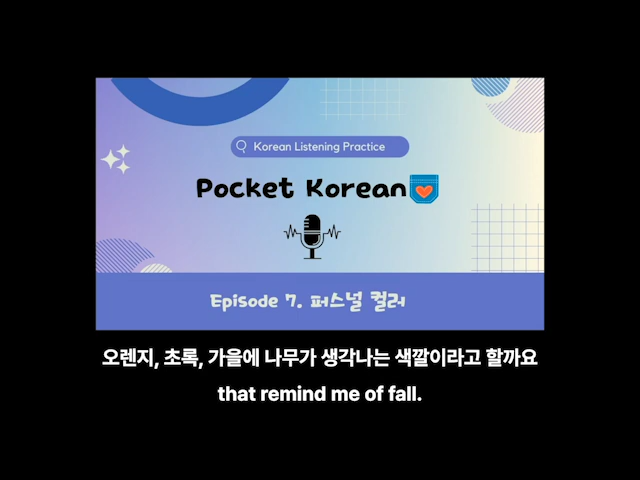 Korean Listening Practice
Pocket Korean
Episode 7. 퍼스널 컬러
오렌지, 초록, 가을에 나무가 생각나는 색깔이라고 할까요
that remind me of fall.